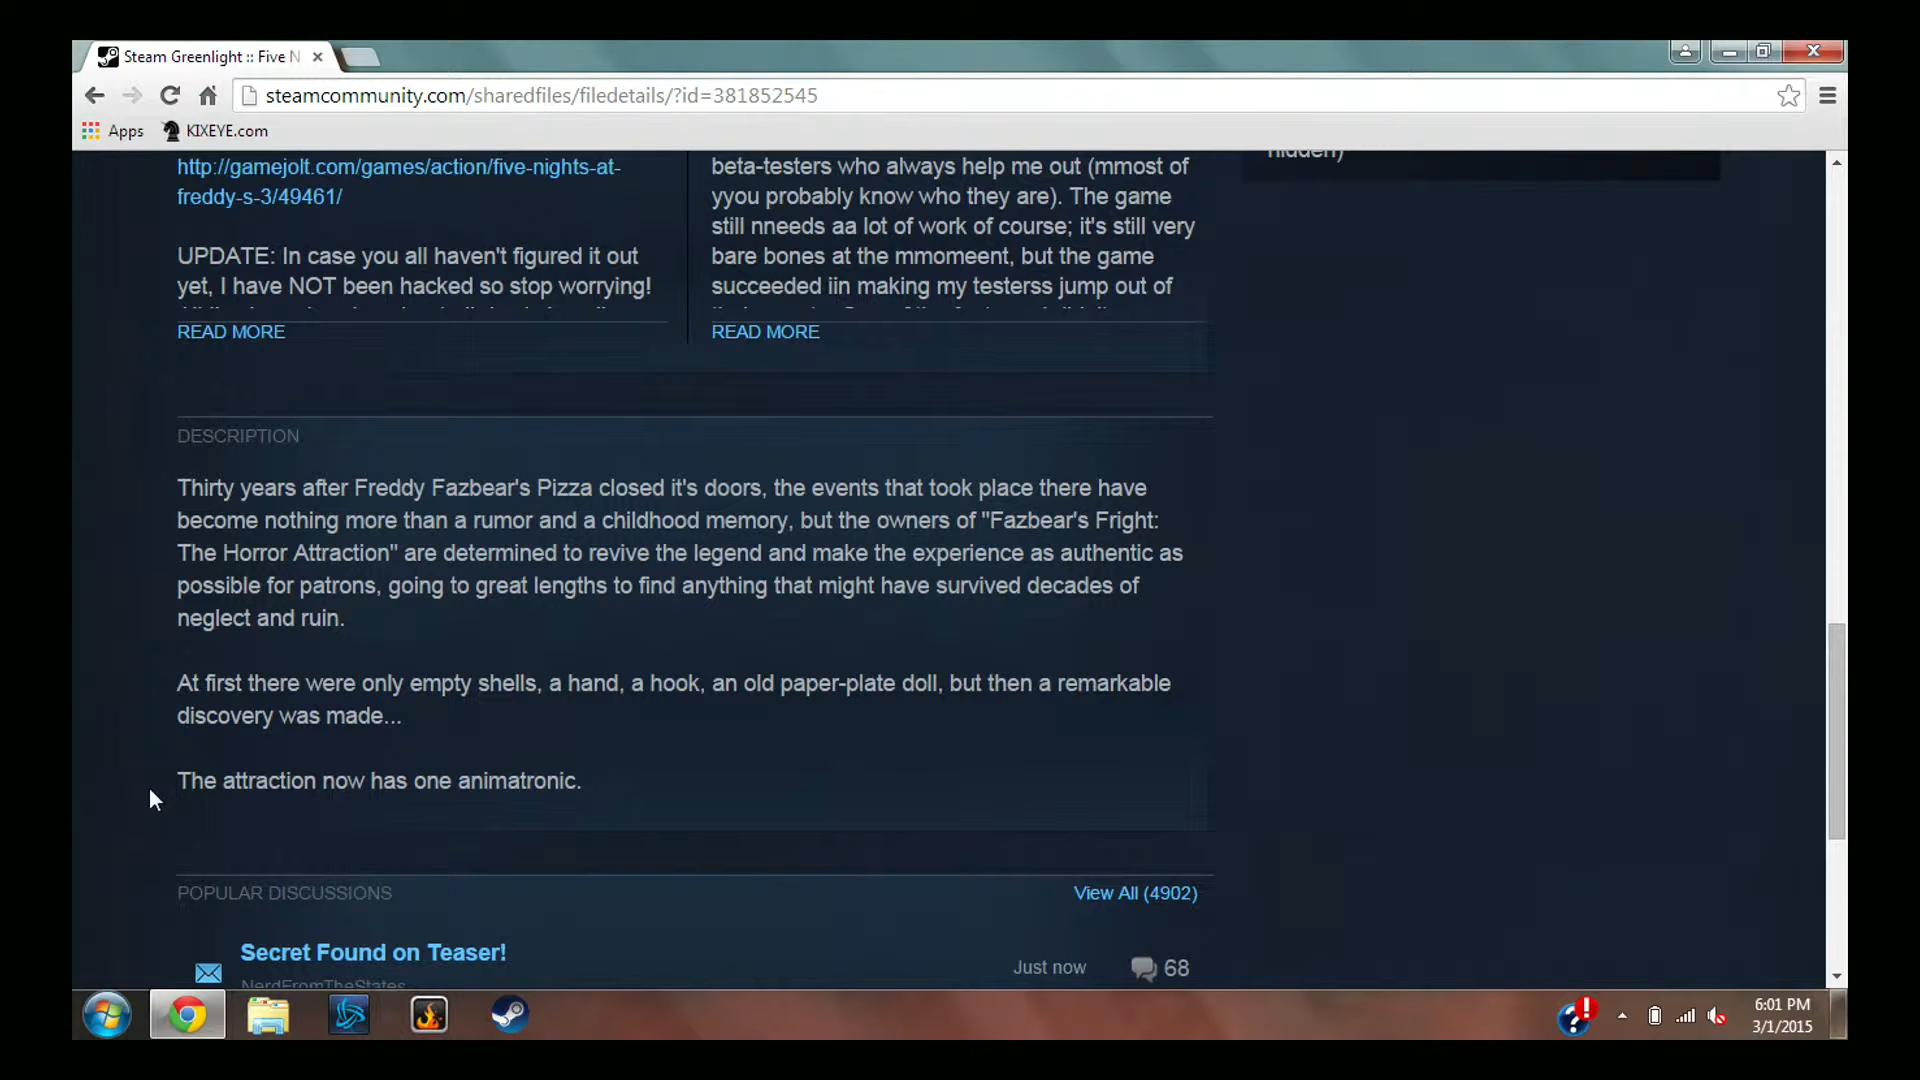 Steam Greenlight :: Five N
steamcommunity.com/sharedfiles/filedetails/?id=381852545
Apps
KIXEYE.com
http://gamejolt.com/games/action/five-nights-at-
freddy-s-3/49461/
UPDATE: In case you all haven't figured it out
yet, I have NOT been hacked so stop worrying!
READ MORE
beta-testers who always help me out (mmost of
yyou probably know who they are). The game
still nneeds aa lot of work of course; it's still very
bare bones at the mmomeent, but the game
succeeded iin making my testerss jump out of
READ MORE
hidden)
DESCRIPTION
Thirty years after Freddy Fazbear's Pizza closed it's doors, the events that took place there have
become nothing more than a rumor and a childhood memory, but the owners of "Fazbear's Fright:
The Horror Attraction" are determined to revive the legend and make the experience as authentic as
possible for patrons, going to great lengths to find anything that might have survived decades of
neglect and ruin.
At first there were only empty shells, a hand, a hook, an old paper-plate doll, but then a remarkable
discovery was made...
The attraction now has one animatronic.
POPULAR DISCUSSIONS
View All (4902)
Secret Found on Teaser!
NerdFromTheStates
Just now
68
6:01 PM
3/1/2015